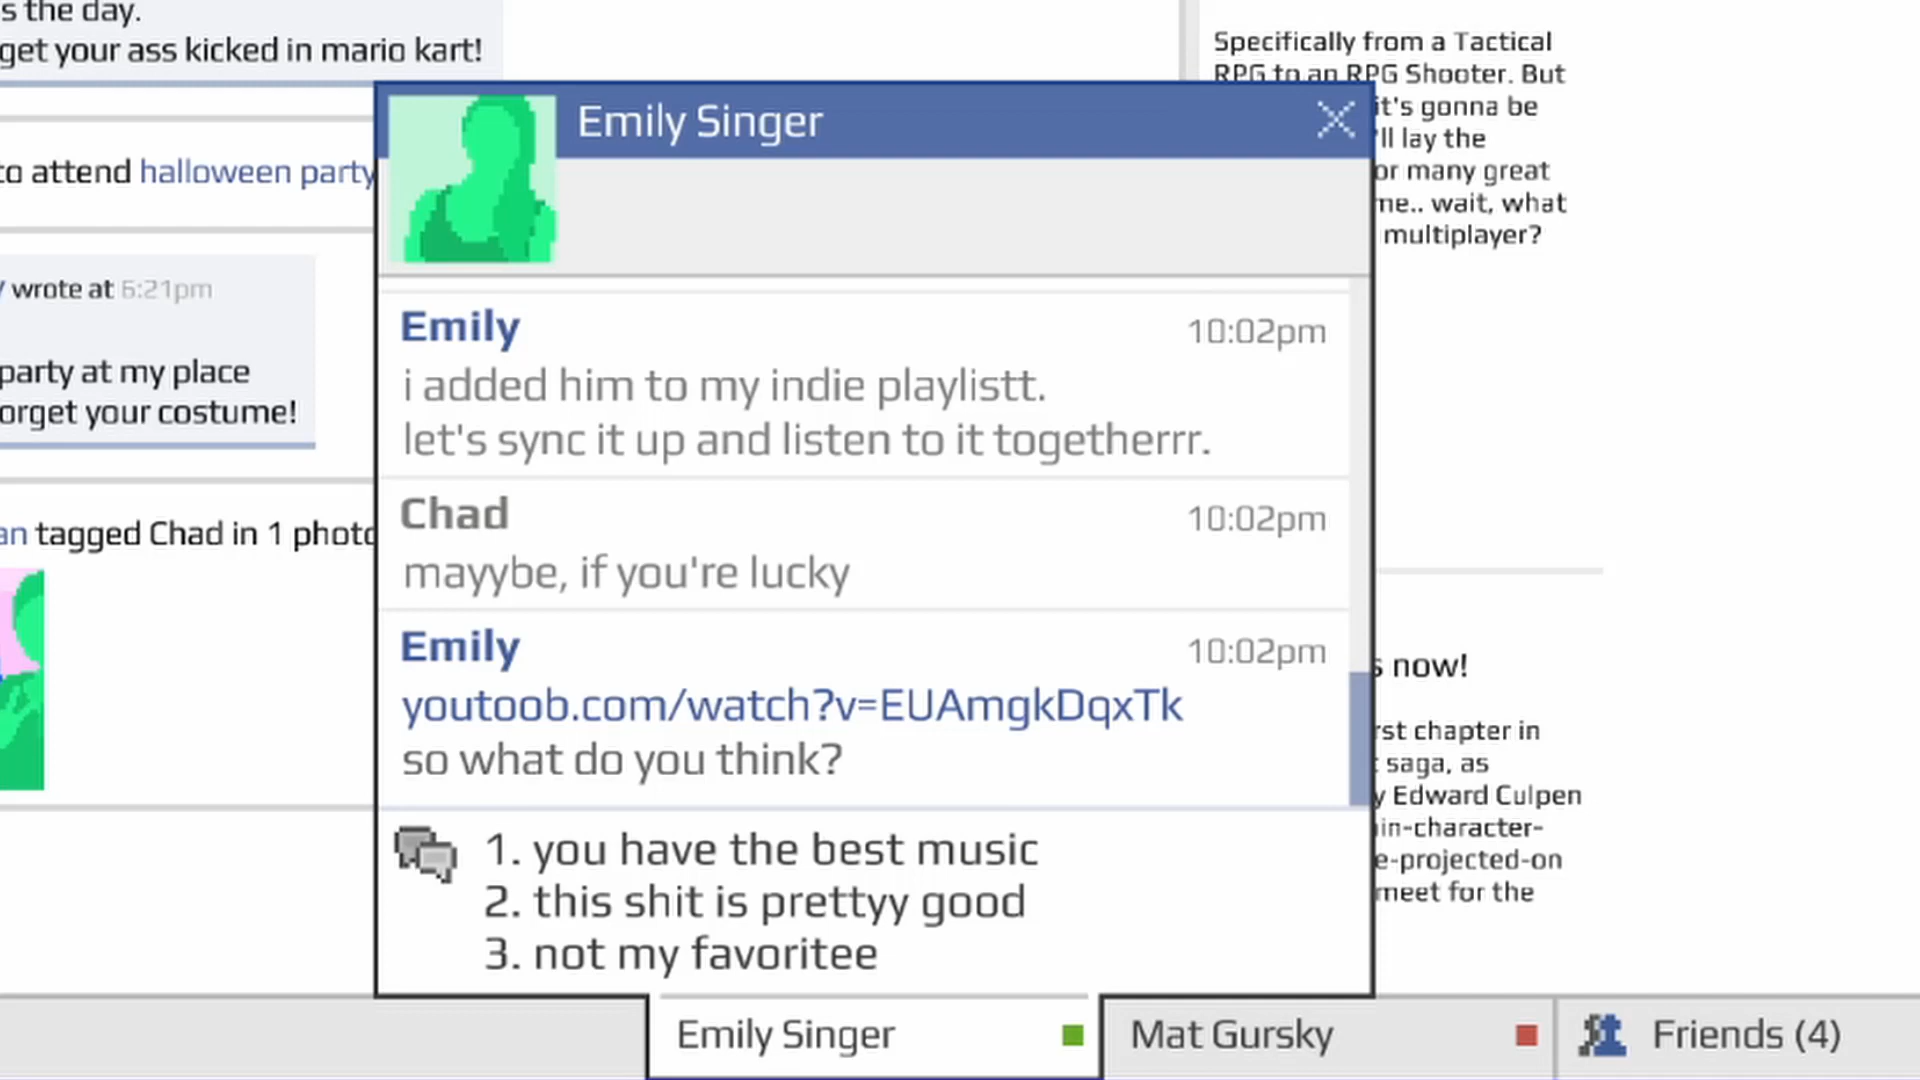 s the day.
get your ass kicked in mario kart!
to attend halloween party
wrote at 6:21pm
party at my place
orget your costume!
an tagged Chad in 1 photo
Emily Singer
Emily 10:02pm
i added him to my indie playlistt.
let's sync it up and listen to it togetherrr.
Chad 10:02pm
mayybe, if you're lucky
Emily 10:02pm
youtoob.com/watch?v=EUAmgkDqxTk
so what do you think?
1. you have the best music
2. this shit is prettyy good
3. not my favoritee
Specifically from a Tactical
RPG to an RPG Shooter. But
it's gonna be
'll lay the
or many great
me.. wait, what
multiplayer?
s now!
rst chapter in
t saga, as
y Edward Culpen
in-character-
e-projected-on
meet for the
Emily Singer
Mat Gursky
Friends (4)